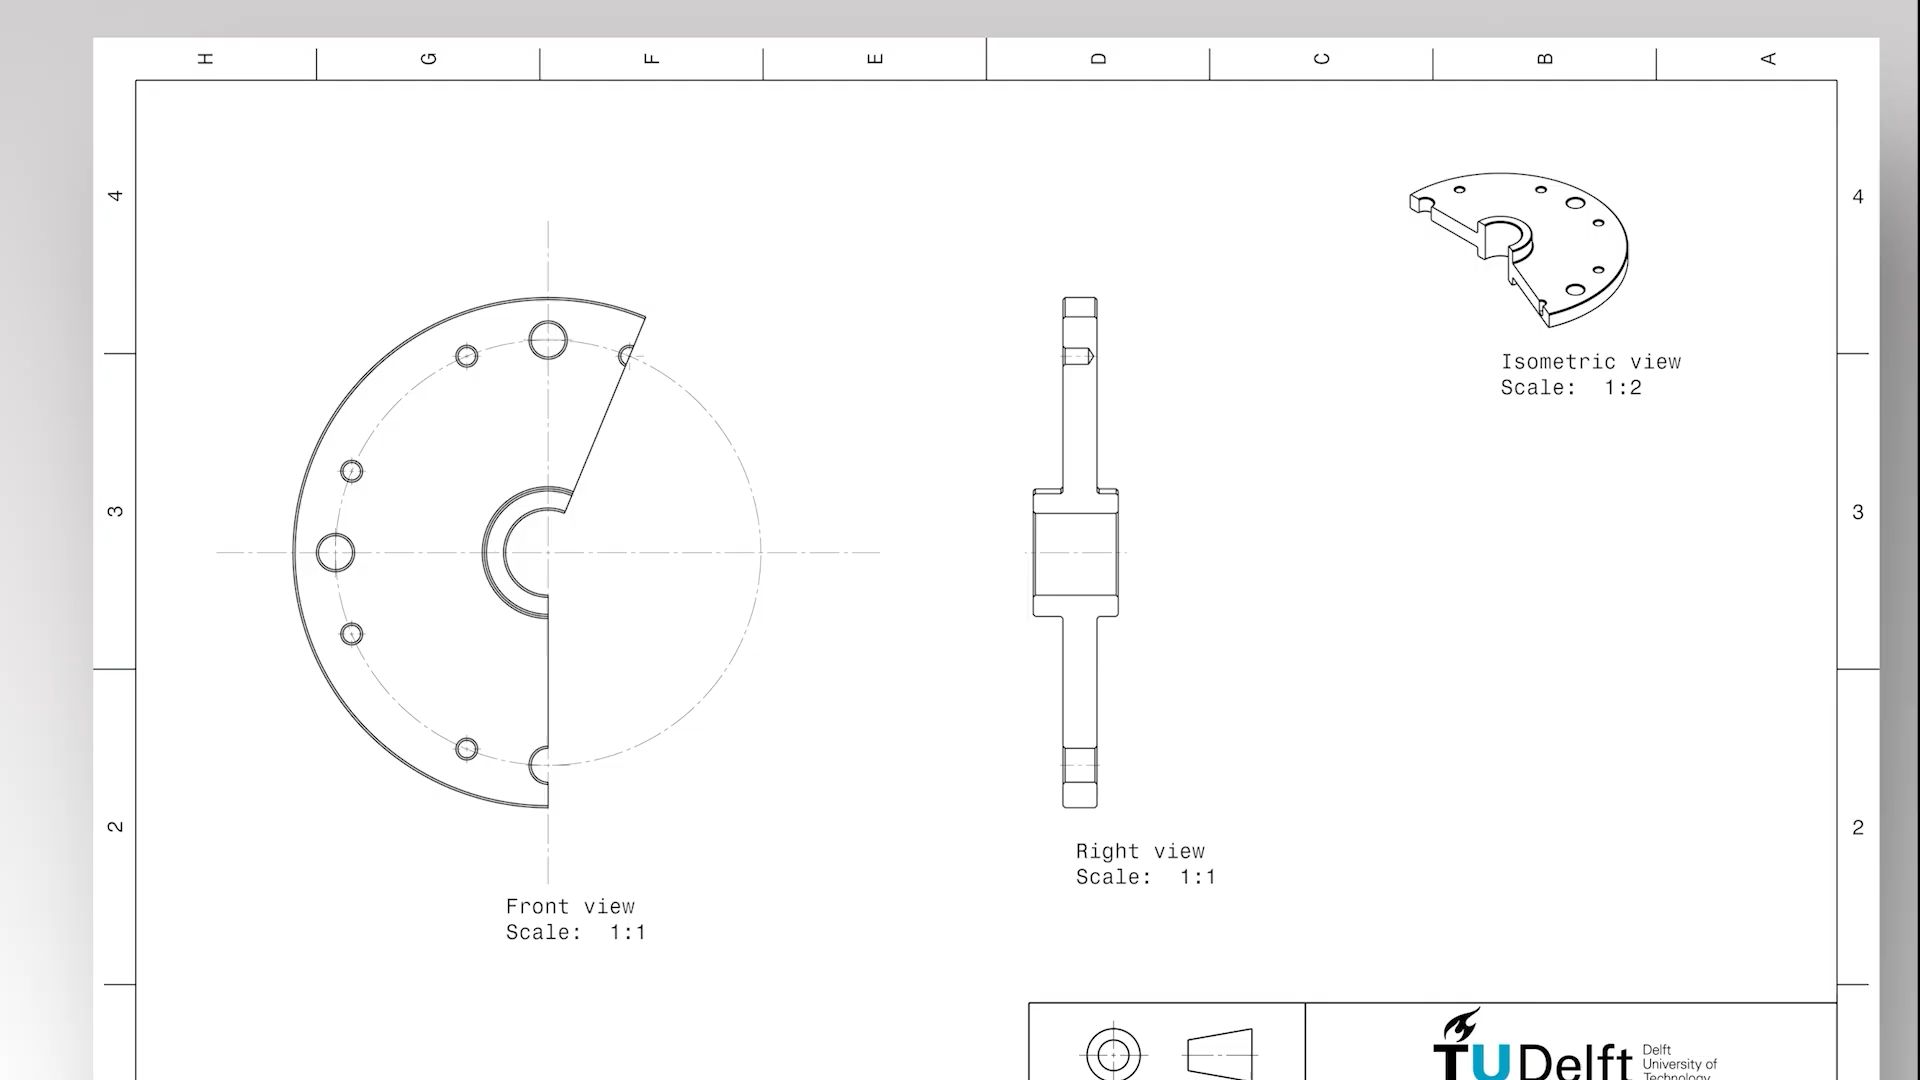 H G F E D C B A
4 4
Isometric view
Scale: 1:2
3 3
2 2
Right view
Scale: 1:1
Front view
Scale: 1:1
TUDelft
Delft
University of
Technology